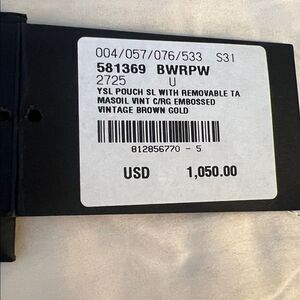 004/057/076/533 S31
581369 BWRPW
2725 U
YSL POUCH SL WITH REMOVABLE TA
MASOIL VINT C/RG EMBOSSED
VINTAGE BROWN GOLD
812856770 - 5
USD 1,050.00